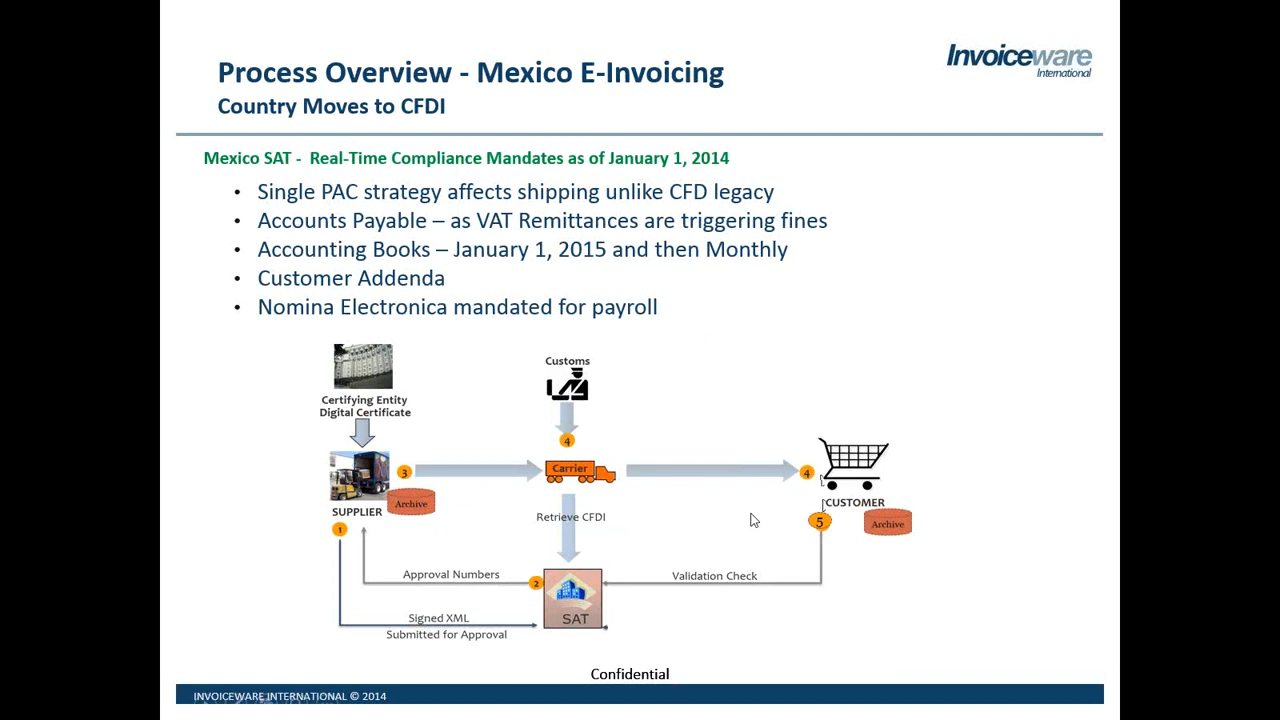 Process Overview - Mexico E-Invoicing
Invoiceware
International
Country Moves to CFDI
Mexico SAT - Real-Time Compliance Mandates as of January 1, 2014
• Single PAC strategy affects shipping unlike CFD legacy
• Accounts Payable – as VAT Remittances are triggering fines
• Accounting Books – January 1, 2015 and then Monthly
• Customer Addenda
• Nomina Electronica mandated for payroll
Certifying Entity
Digital Certificate
Customs
4
3
Carrier
4
Archive
SUPPLIER
CUSTOMER
Archive
1
Retrieve CFDI
5
Approval Numbers
2
Validation Check
Signed XML
SAT
Submitted for Approval
Confidential
INVOICEWARE INTERNATIONAL © 2014